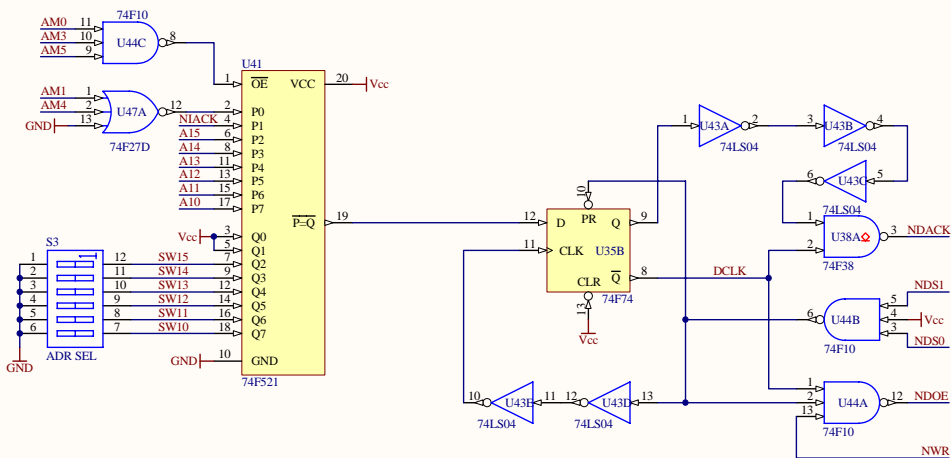 74F10
AM0 11
AM3 10 U44C 8
AM5 9
U41
1 OE VCC 20 Vcc
AM1 1
AM4 2 U47A 12 2 P0
GND 13 NIACK 4 P1
74F27D A15 6 P2
A14 8 P3
A13 11 P4
A12 13 P5
A11 15 P6
A10 17 P7
P=Q 19
Vcc 3 Q0
5 Q1
S3
1 1 12 SW15 7 Q2
2 11 SW14 9 Q3
3 10 SW13 12 Q4
4 9 SW12 14 Q5
5 8 SW11 16 Q6
6 7 SW10 18 Q7
GND ADR SEL
GND 10 GND
74F521
1 U43A 2 3 U43B 4
74LS04 74LS04
6 U43C 5
74LS04
10
PR
12 D Q 9
11 CLK U35B
Q 8 DCLK
CLR
13 74F74
Vcc
1
2 U38A 3 NDACK
74F38
5 NDS1
6 U44B 4 Vcc
3 NDS0
74F10
10 U43E 11 12 U43D 13
74LS04 74LS04
1
2 U44A 12 NDOE
13
74F10
NWR